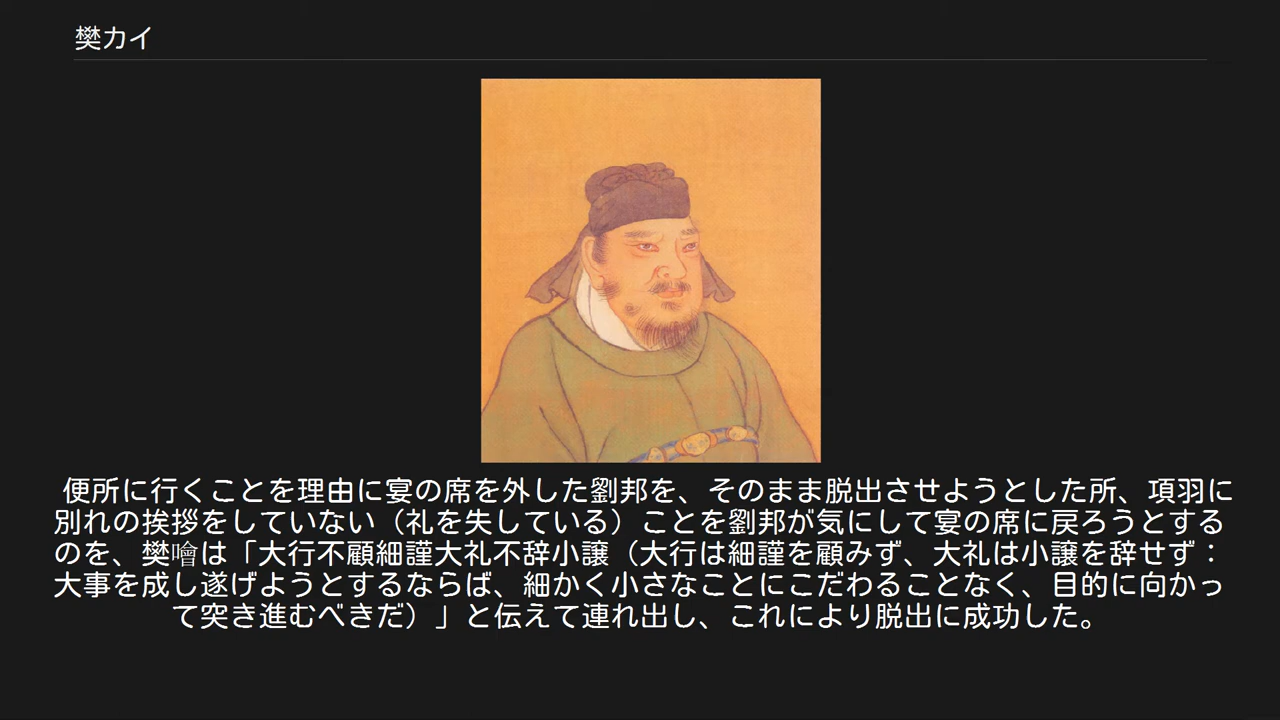 樊カイ
便所に行くことを理由に宴の席を外した劉邦を、そのまま脱出させようとした所、項羽に
別れの挨拶をしていない（礼を失している）ことを劉邦が気にして宴の席に戻ろうとする
のを、樊噲は「大行不顧細謹大礼不辞小譲（大行は細謹を顧みず、大礼は小譲を辞せず：
大事を成し遂げようとするならば、細かく小さなことにこだわることなく、目的に向かっ
て突き進むべきだ）」と伝えて連れ出し、これにより脱出に成功した。